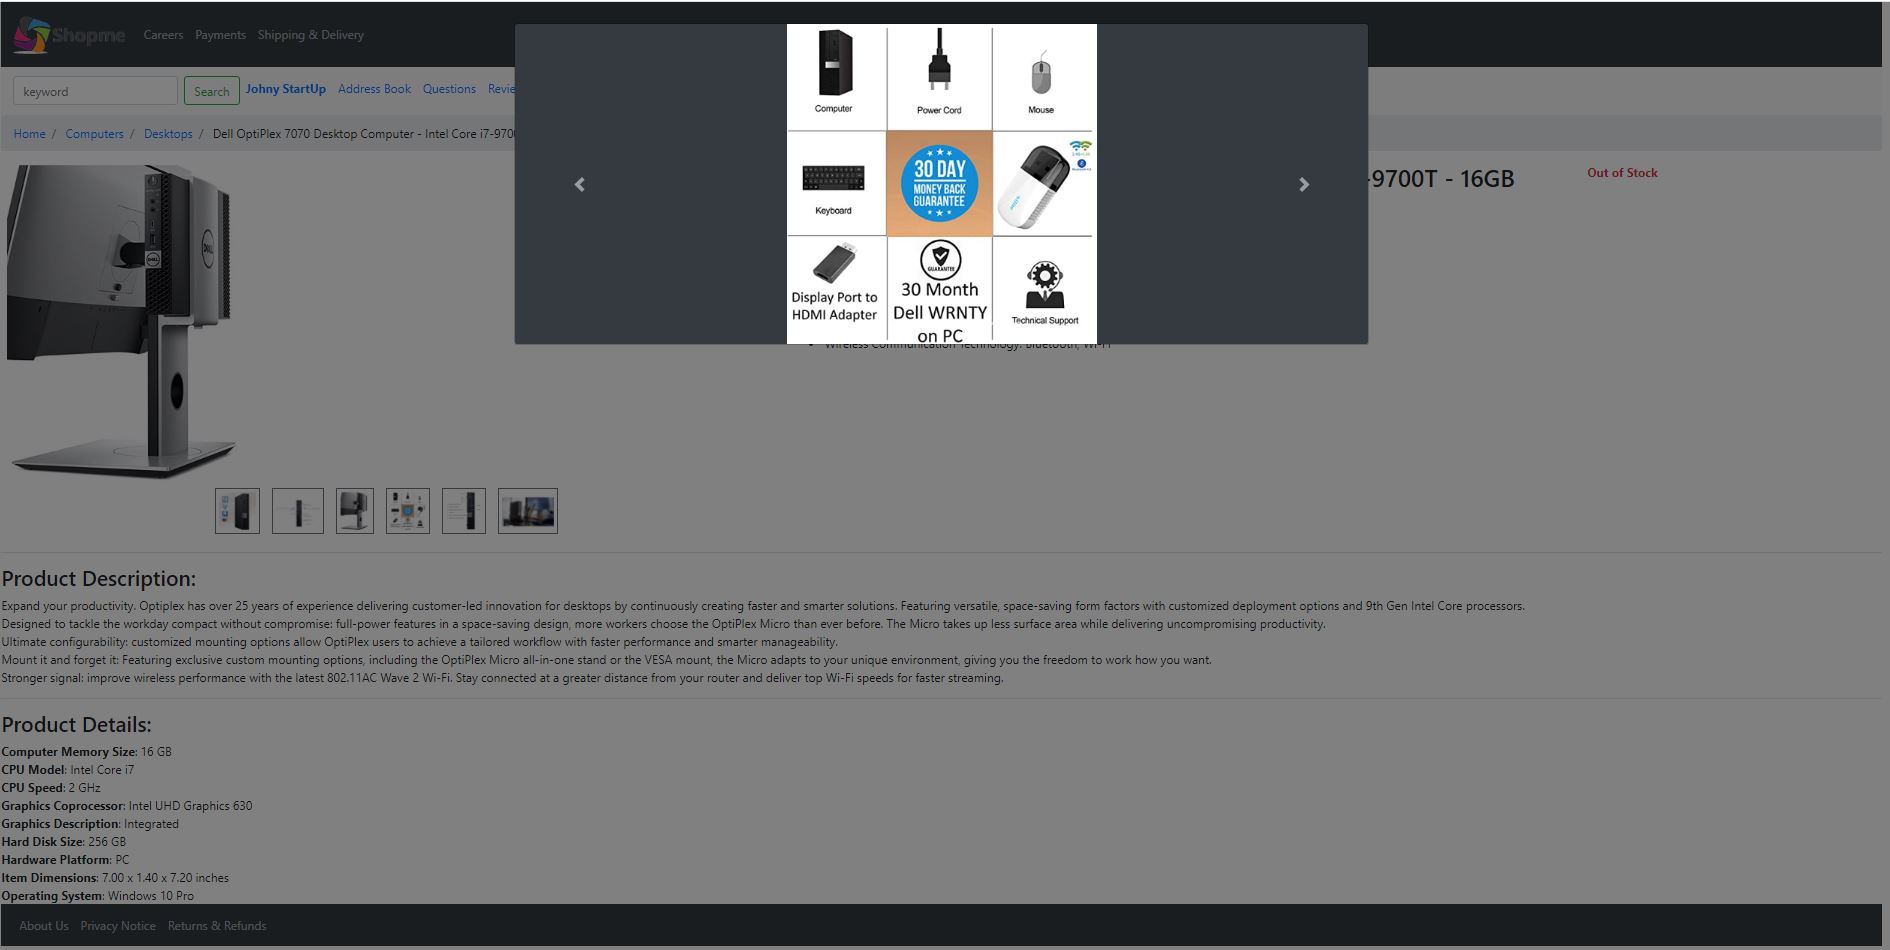 Shopme Careers Payments Shipping & Delivery
keyword Search Johny StartUp Address Book Questions Revie
Home / Computers / Desktops / Dell OptiPlex 7070 Desktop Computer - Intel Core i7-970
-9700T - 16GB
Out of Stock
Computer
Power Cord
Mouse
Keyboard
30 DAY
MONEY BACK
GUARANTEE
GUARANTEE
Display Port to
HDMI Adapter
30 Month
Dell WRNTY
on PC
Technical Support
Wireless Communication Technology: Bluetooth, Wi-Fi
DELL
DELL
Product Description:
Expand your productivity. Optiplex has over 25 years of experience delivering customer-led innovation for desktops by continuously creating faster and smarter solutions. Featuring versatile, space-saving form factors with customized deployment options and 9th Gen Intel Core processors.
Designed to tackle the workday compact without compromise: full-power features in a space-saving design, more workers choose the OptiPlex Micro than ever before. The Micro takes up less surface area while delivering uncompromising productivity.
Ultimate configurability: customized mounting options allow OptiPlex users to achieve a tailored workflow with faster performance and smarter manageability.
Mount it and forget it: Featuring exclusive custom mounting options, including the OptiPlex Micro all-in-one stand or the VESA mount, the Micro adapts to your unique environment, giving you the freedom to work how you want.
Stronger signal: improve wireless performance with the latest 802.11AC Wave 2 Wi-Fi. Stay connected at a greater distance from your router and deliver top Wi-Fi speeds for faster streaming.
Product Details:
Computer Memory Size: 16 GB
CPU Model: Intel Core i7
CPU Speed: 2 GHz
Graphics Coprocessor: Intel UHD Graphics 630
Graphics Description: Integrated
Hard Disk Size: 256 GB
Hardware Platform: PC
Item Dimensions: 7.00 x 1.40 x 7.20 inches
Operating System: Windows 10 Pro
About Us Privacy Notice Returns & Refunds